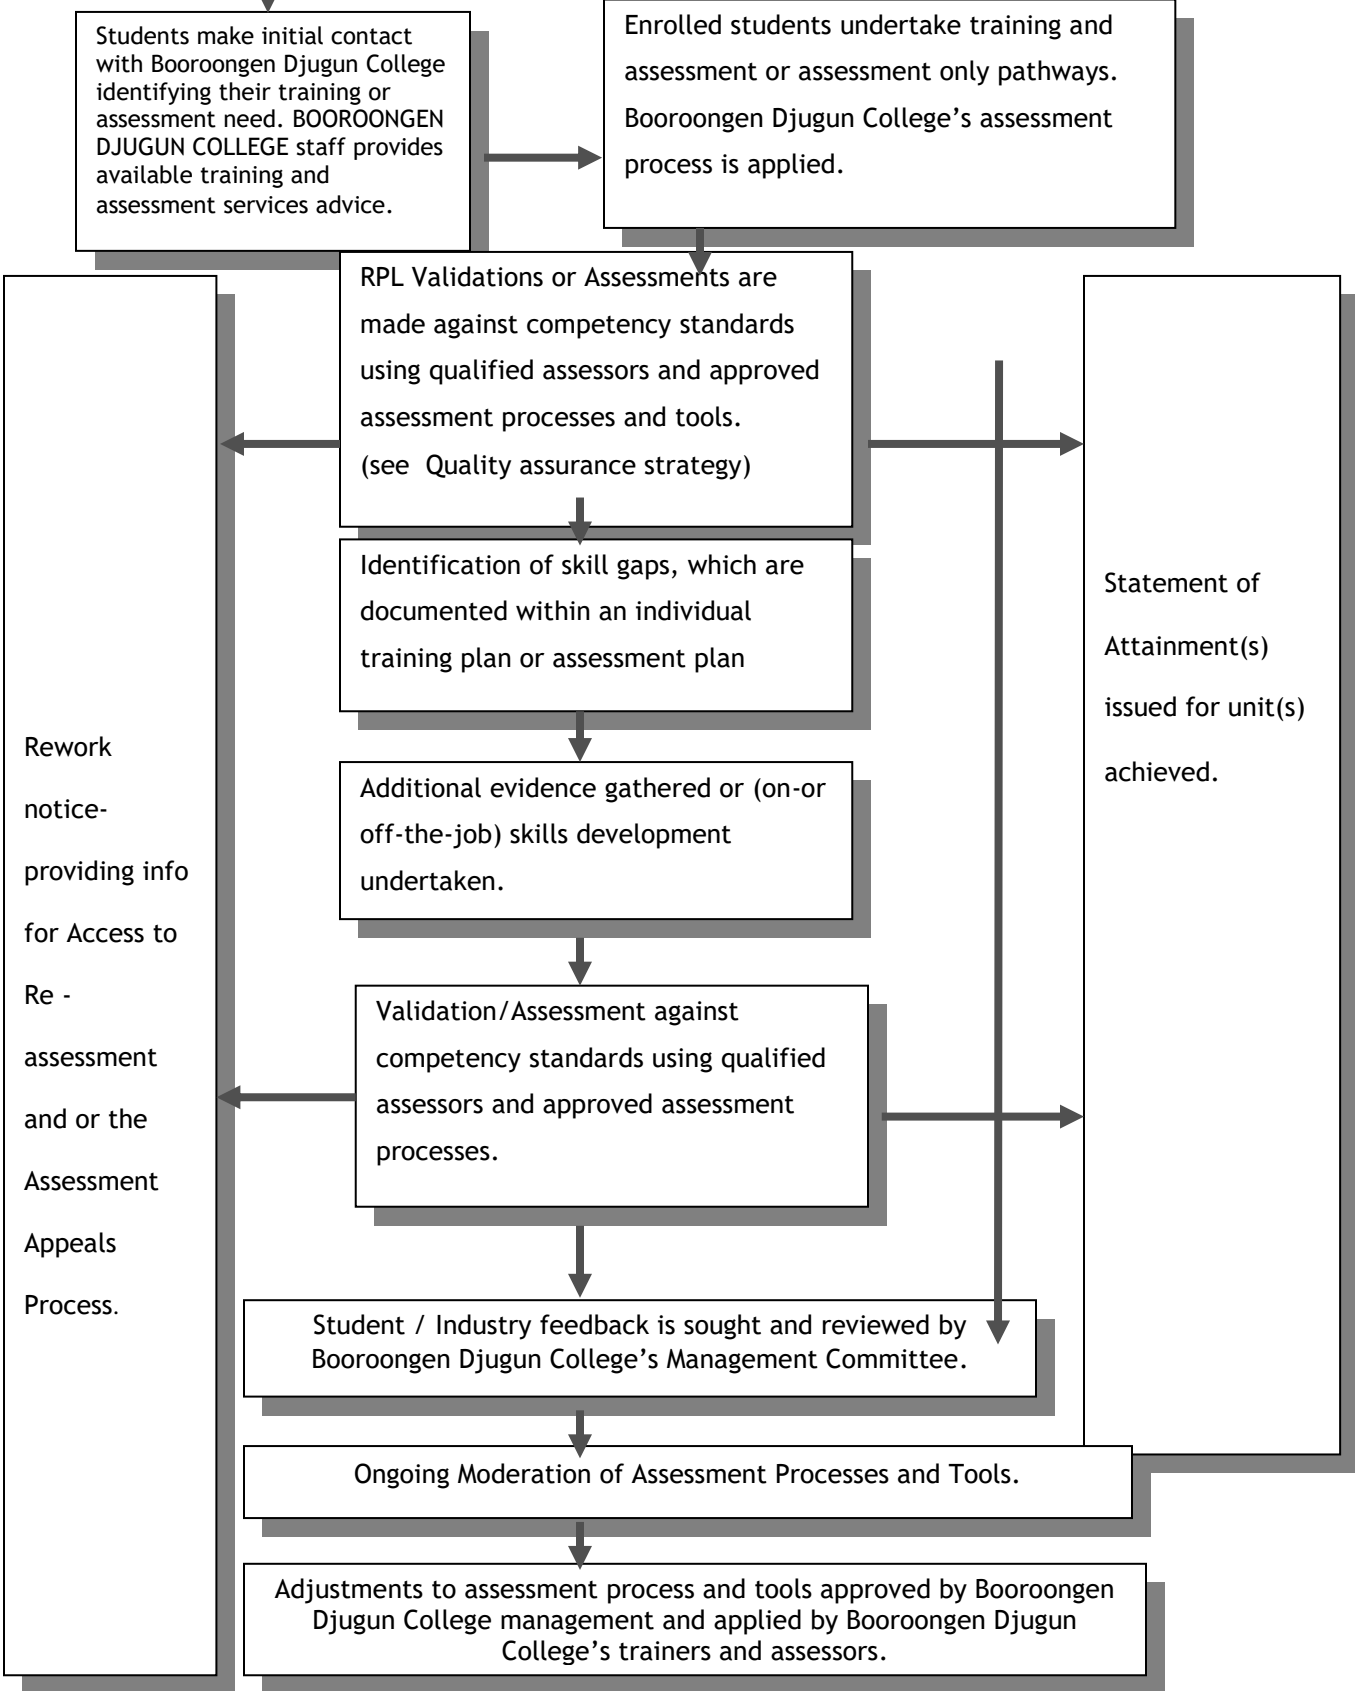 Students make initial contact
with Booroongen Djugun College
identifying their training or
assessment need. BOOROONGEN
DJUGUN COLLEGE staff provides
available training and
assessment services advice.
Enrolled students undertake training and
assessment or assessment only pathways.
Booroongen Djugun College’s assessment
process is applied.
RPL Validations or Assessments are
made against competency standards
using qualified assessors and approved
assessment processes and tools.
(see  Quality assurance strategy)
Identification of skill gaps, which are
documented within an individual
training plan or assessment plan
Additional evidence gathered or (on-or
off-the-job) skills development
undertaken.
Validation/Assessment against
competency standards using qualified
assessors and approved assessment
processes.
Rework
notice-
providing info
for Access to
Re -
assessment
and or the
Assessment
Appeals
Process.
Statement of
Attainment(s)
issued for unit(s)
achieved.
Student / Industry feedback is sought and reviewed by
Booroongen Djugun College’s Management Committee.
Ongoing Moderation of Assessment Processes and Tools.
Adjustments to assessment process and tools approved by Booroongen
Djugun College management and applied by Booroongen Djugun
College’s trainers and assessors.